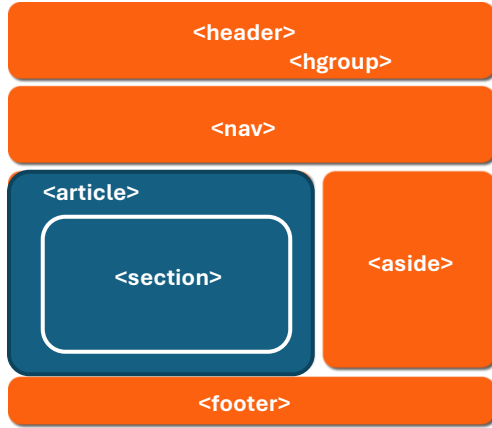 <header>
<hgroup>
<nav>
<article>
<section>
<aside>
<footer>